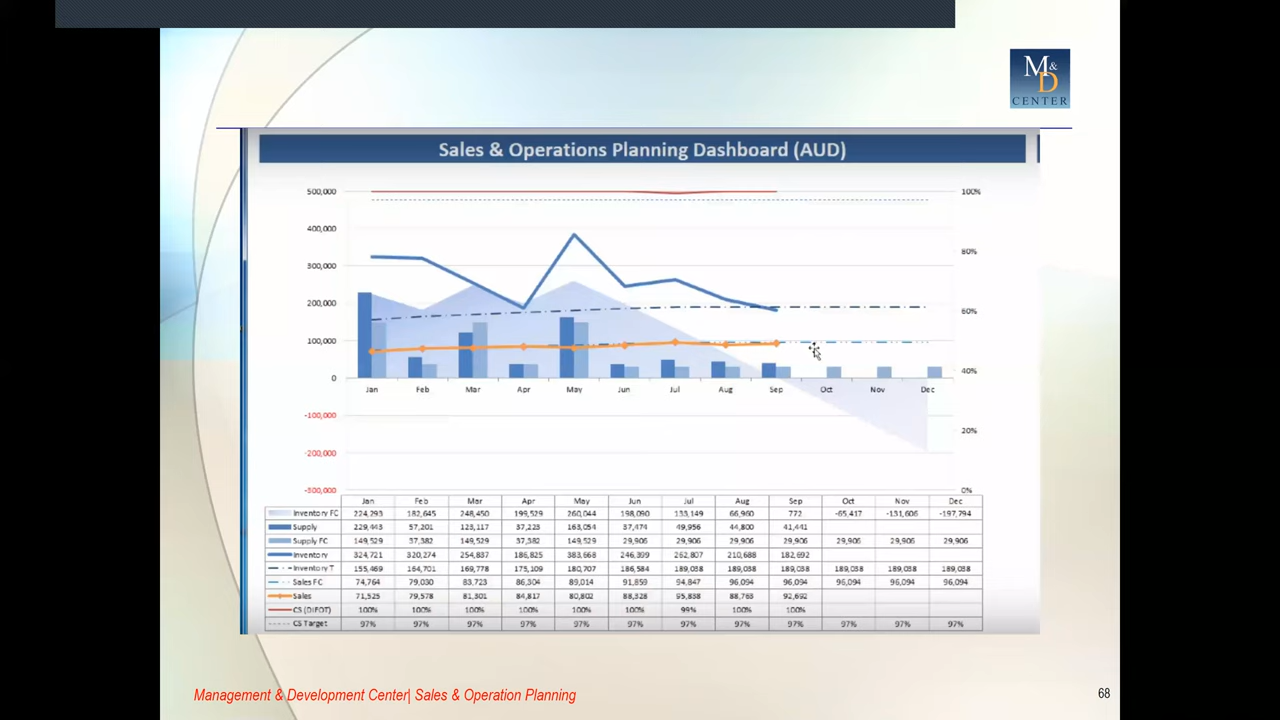 M&
D
CENTER
Sales & Operations Planning Dashboard (AUD)
500,000 100%
400,000
80%
300,000
200,000 60%
100,000
0 40%
Jan Feb Mar Apr May Jun Jul Aug Sep Oct Nov Dec
-100,000
20%
-200,000
-300,000 0%
Jan Feb Mar Apr May Jun Jul Aug Sep Oct Nov Dec
Inventory FC 224,293 182,645 248,450 199,529 260,044 198,090 133,149 66,960 772 -65,417 -131,606 -197,794
Supply 229,443 57,201 123,117 37,223 163,054 37,474 49,956 44,800 41,441
Supply FC 149,529 37,382 149,529 37,382 149,529 29,906 29,906 29,906 29,906 29,906 29,906 29,906
Inventory 324,721 320,274 254,837 186,825 383,668 246,399 262,807 210,688 182,692
Inventory T 155,469 164,701 169,778 175,109 180,707 186,584 189,038 189,038 189,038 189,038 189,038 189,038
Sales FC 74,764 79,030 83,723 86,304 89,014 91,859 94,847 96,094 96,094 96,094 96,094 96,094
Sales 71,525 79,578 81,301 84,817 80,802 88,328 95,838 88,763 92,692
CS (DIFOT) 100% 100% 100% 100% 100% 100% 99% 100% 100%
CS Target 97% 97% 97% 97% 97% 97% 97% 97% 97% 97% 97% 97%
Management & Development Center| Sales & Operation Planning
68